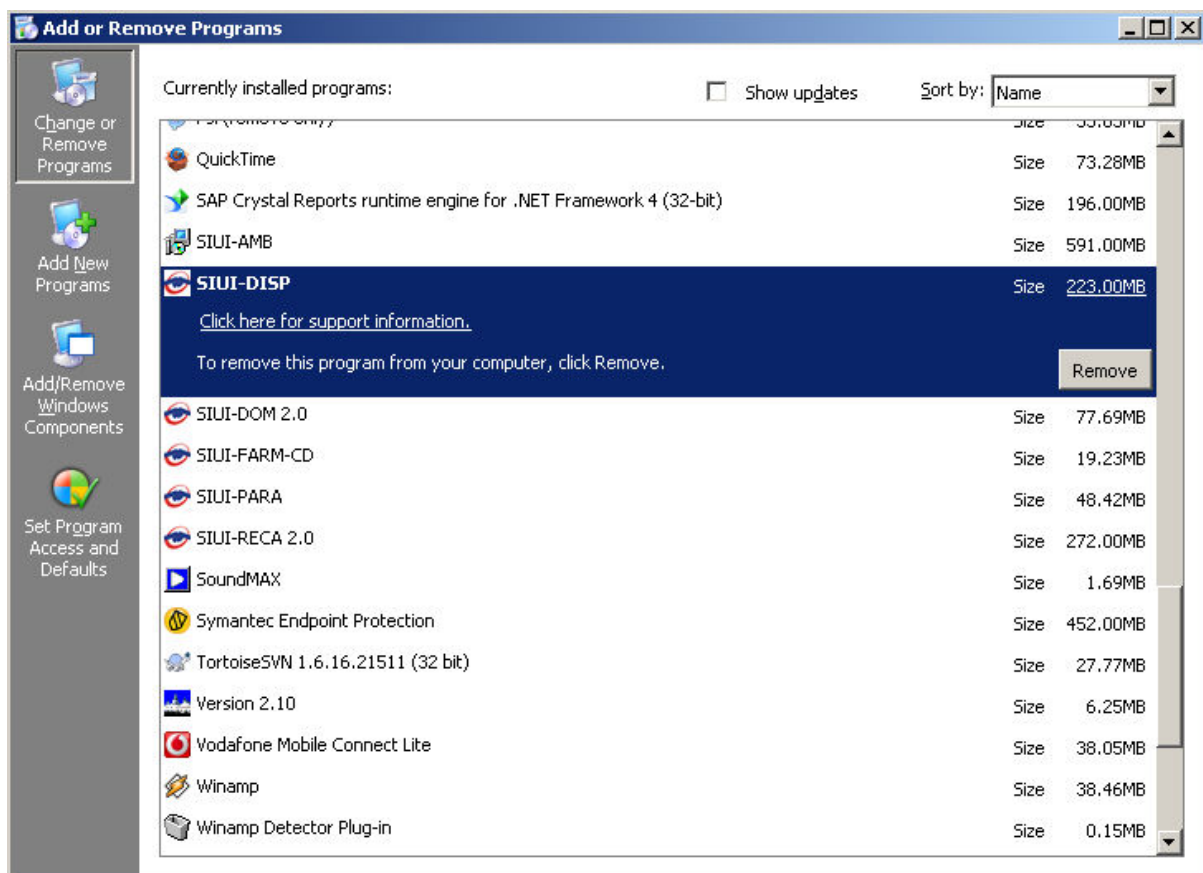 Add or Remove Programs
Change or
Remove
Programs
Add New
Programs
Add/Remove
Windows
Components
Set Program
Access and
Defaults
Currently installed programs:
Show updates
Sort by: Name
QuickTime Size 73.28MB
SAP Crystal Reports runtime engine for .NET Framework 4 (32-bit) Size 196.00MB
SIUI-AMB Size 591.00MB
SIUI-DISP Size 223.00MB
Click here for support information.
To remove this program from your computer, click Remove. Remove
SIUI-DOM 2.0 Size 77.69MB
SIUI-FARM-CD Size 19.23MB
SIUI-PARA Size 48.42MB
SIUI-RECA 2.0 Size 272.00MB
SoundMAX Size 1.69MB
Symantec Endpoint Protection Size 452.00MB
TortoiseSVN 1.6.16.21511 (32 bit) Size 27.77MB
Version 2.10 Size 6.25MB
Vodafone Mobile Connect Lite Size 38.05MB
Winamp Size 38.46MB
Winamp Detector Plug-in Size 0.15MB